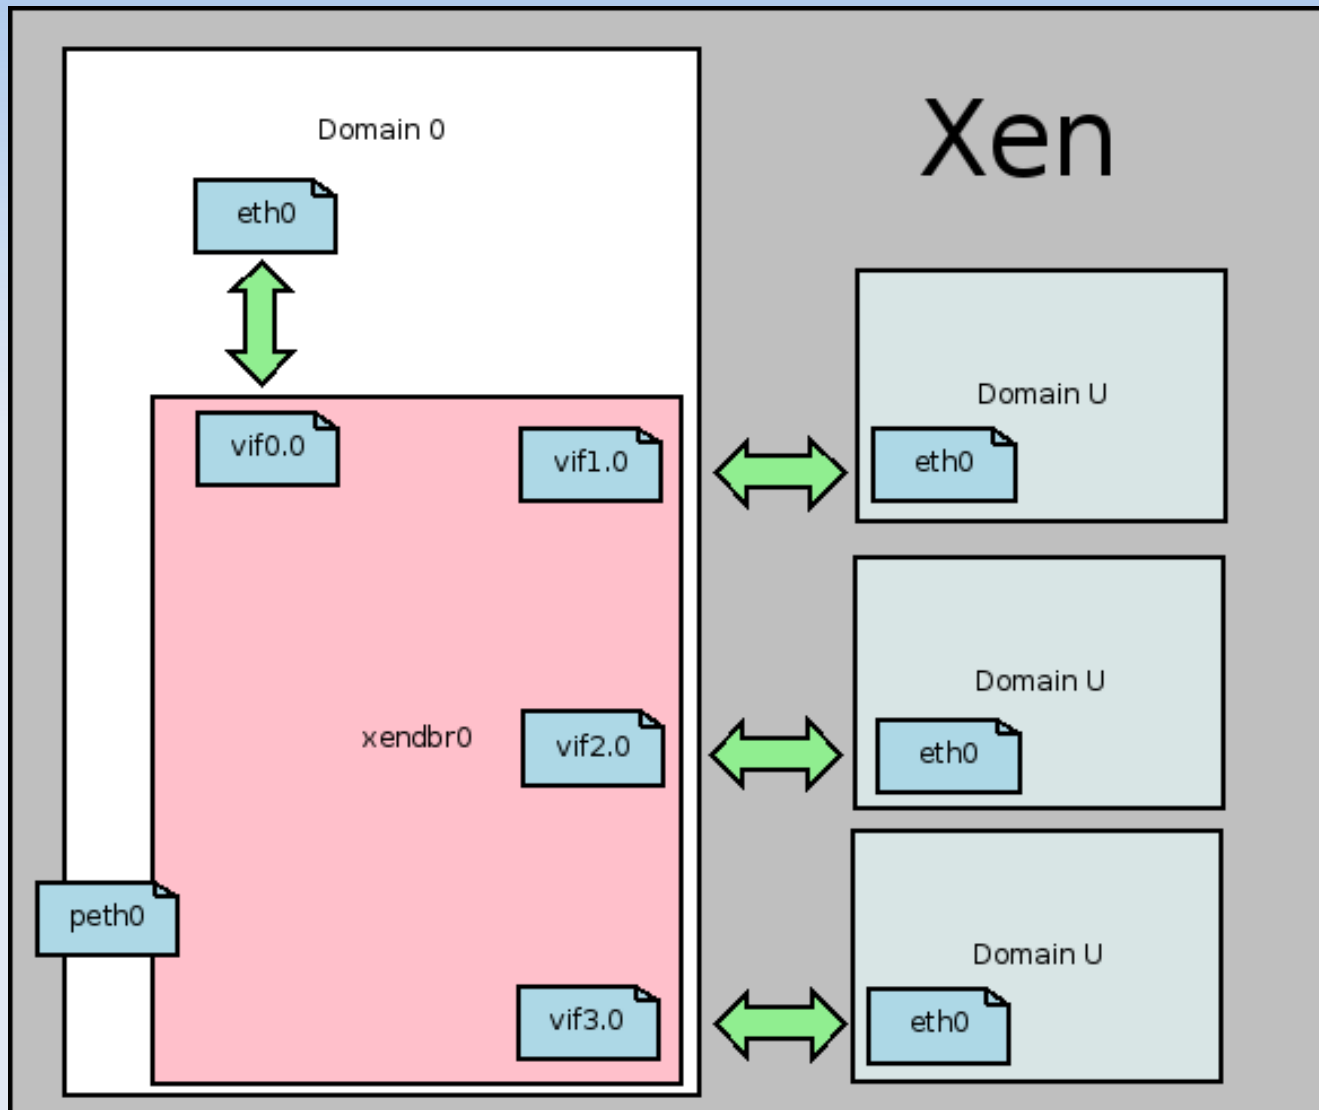 Domain 0
Xen
eth0
vif0.0
vif1.0
Domain U
eth0
xendbr0
vif2.0
Domain U
eth0
peth0
vif3.0
Domain U
eth0